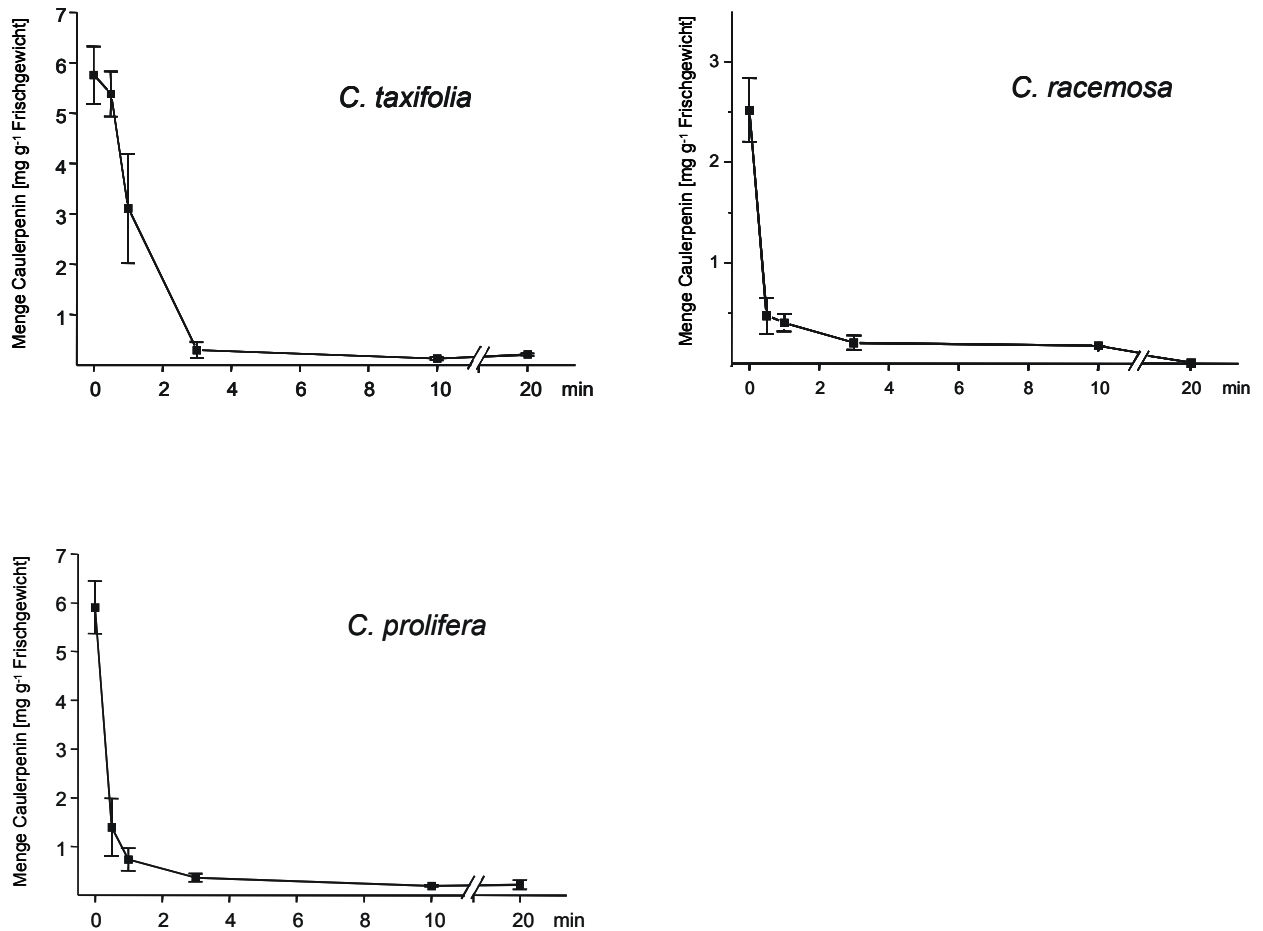 Menge Caulerpenin [mg g-1 Frischgewicht]
7
6
5
4
3
2
1
C. taxifolia
0 2 4 6 8 10 20 min
Menge Caulerpenin [mg g-1 Frischgewicht]
3
2
1
C. racemosa
0 2 4 6 8 10 20 min
Menge Caulerpenin [mg g-1 Frischgewicht]
7
6
5
4
3
2
1
C. prolifera
0 2 4 6 8 10 20 min